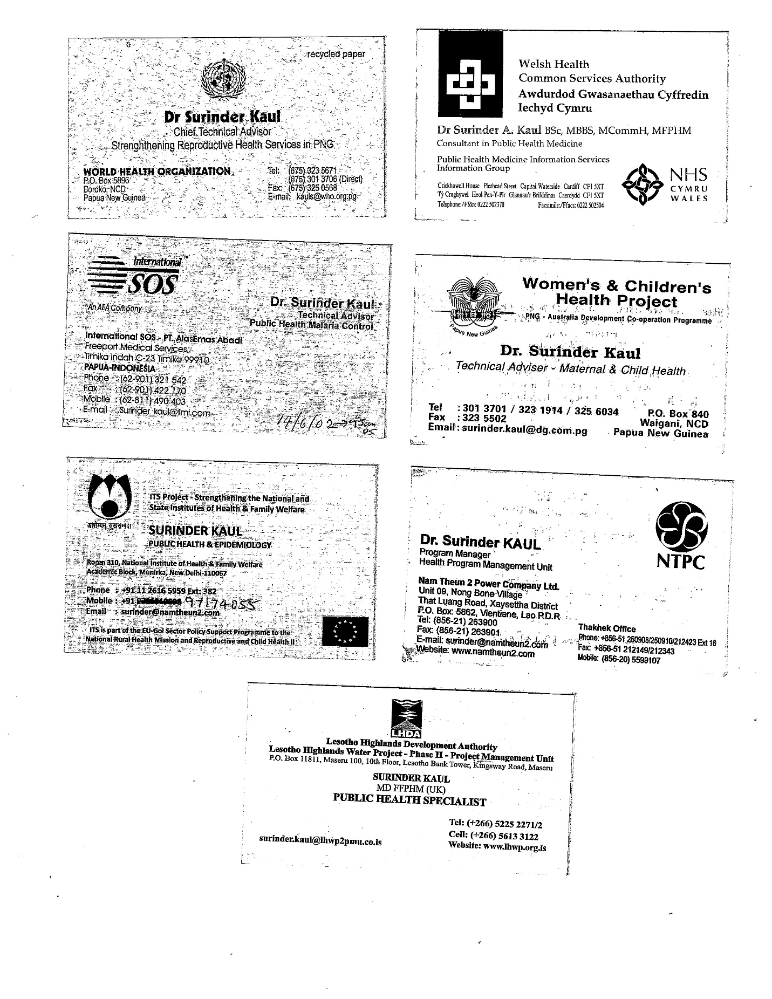 recycled paper
Dr Surinder Kaul
Chief Technical Advisor
Strenghthening Reproductive Health Services in PNG
WORLD HEALTH ORGANIZATION
P.O. Box 5896
Boroko, NCD
Papua New Guinea
Tel: (675) 323 5671
(675) 301 3706 (Direct)
Fax: (675) 325 0568
E-mail: kauls@who.org.pg
Welsh Health
Common Services Authority
Awdurdod Gwasanaethau Cyffredin
Iechyd Cymru
Dr Surinder A. Kaul BSc, MBBS, MCommH, MFPHM
Consultant in Public Health Medicine
Public Health Medicine Information Services
Information Group
Crickhowell House Pierhead Street Capital Waterside Cardiff CF1 5XT
Tŷ Crughywel Heol Pen-Y-Pir Glannau'r Brifddinas Caerdydd CF1 5XT
Telephone:/Ffôn: 0222 502370 Facsimile:/Ffacs: 0222 502504
NHS
CYMRU
WALES
International™
SOS
An AEA Company
Dr. Surinder Kaul
Technical Advisor
Public Health Malaria Control
International SOS - PT. AlasEmas Abadi
Freeport Medical Services
Timika Indah C-23 Timika 99910
PAPUA-INDONESIA
Phone : (62-901) 321 542
Fax : (62-901) 422 170
Mobile : (62-811) 490 403
E-mail : Surinder_kaul@fmi.com
14/6/02
05
Women's & Children's
Health Project
PNG - Australia Development Co-operation Programme
Papua New Guinea
Dr. Surinder Kaul
Technical Adviser - Maternal & Child Health
Tel : 301 3701 / 323 1914 / 325 6034
Fax : 323 5502
Email : surinder.kaul@dg.com.pg
P.O. Box 840
Waigani, NCD
Papua New Guinea
आरोग्यम् सुखसम्पदा
ITS Project - Strengthening the National and
State Institutes of Health & Family Welfare
SURINDER KAUL
PUBLIC HEALTH & EPIDEMIOLOGY
Room 310, National Institute of Health & Family Welfare
Academic Block, Munirka, New Delhi-110067
Phone : +91 11 2616 5959 Ext: 382
Mobile : +91 97174055
Email : surinder@namtheun2.com
ITS is part of the EU-GoI Sector Policy Support Programme to the
National Rural Health Mission and Reproductive and Child Health II
NTPC
Dr. Surinder KAUL
Program Manager
Health Program Management Unit
Nam Theun 2 Power Company Ltd.
Unit 09, Nong Bone Village
That Luang Road, Xaysettha District
P.O. Box: 5862, Vientiane, Lao P.D.R
Tel: (856-21) 263900
Fax: (856-21) 263901
E-mail: surinder@namtheun2.com
Website: www.namtheun2.com
Thakhek Office
Phone: +856-51 250908/250910/212423 Ext 16
Fax: +856-51 212149/212343
Mobile: (856-20) 5599107
LHDA
Lesotho Highlands Development Authority
Lesotho Highlands Water Project - Phase II - Project Management Unit
P.O. Box 11811, Maseru 100, 10th Floor, Lesotho Bank Tower, Kingsway Road, Maseru
SURINDER KAUL
MD FFPHM (UK)
PUBLIC HEALTH SPECIALIST
surinder.kaul@lhwp2pmu.co.ls
Tel: (+266) 5225 2271/2
Cell: (+266) 5613 3122
Website: www.lhwp.org.ls